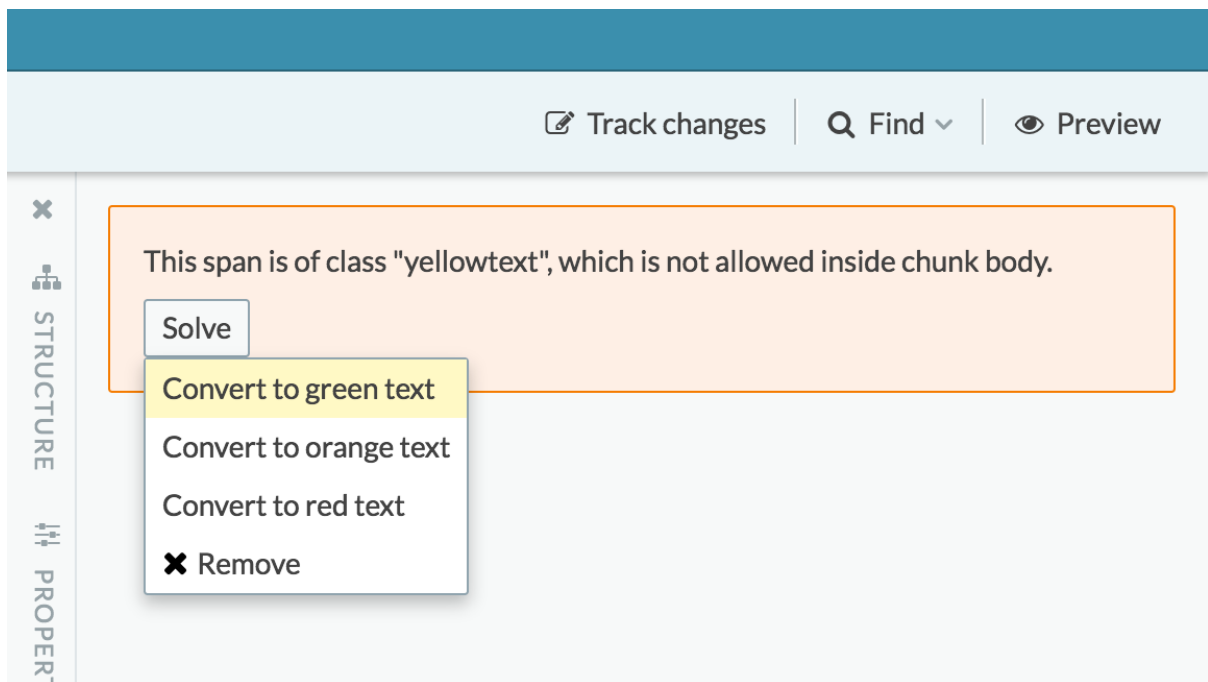 Track changes
Find
Preview
STRUCTURE
This span is of class "yellowtext", which is not allowed inside chunk body.
Solve
Convert to green text
Convert to orange text
Convert to red text
Remove